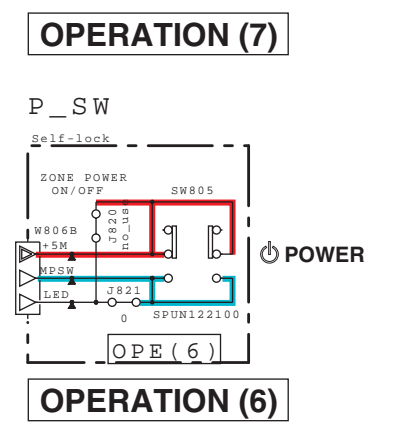 OPERATION (7)
P_SW
Self-lock
ZONE POWER
ON/OFF
SW805
J820
no_use
W806B
+5M
POWER
MPSW
LED
J821
0
SPUN122100
OPE(6)
OPERATION (6)